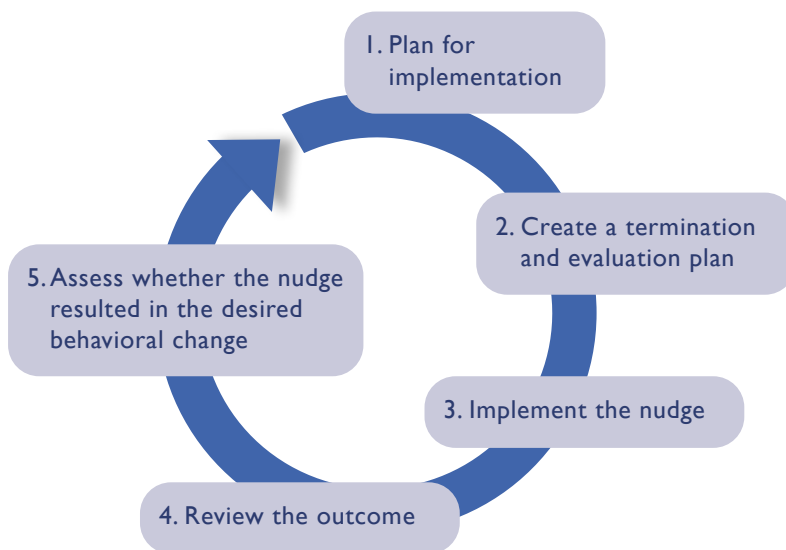 1. Plan for
implementation
2. Create a termination
and evaluation plan
3. Implement the nudge
4. Review the outcome
5. Assess whether the nudge
resulted in the desired
behavioral change